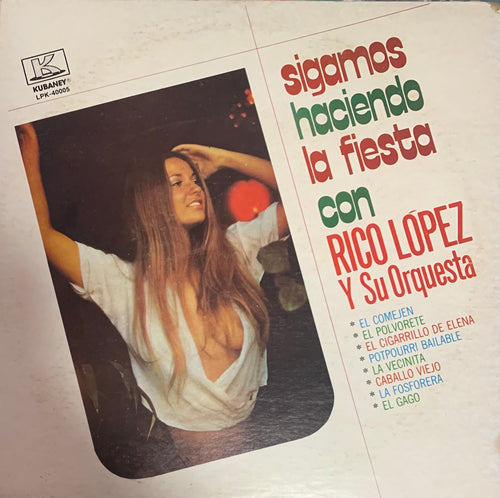 KUBANEY®
LPK-40005
sigamos
haciendo
la fiesta
con
RICO LÓPEZ
Y Su Orquesta
* EL COMEJEN
* EL POLVORETE
* EL CIGARRILLO DE ELENA
* POTPOURRI BAILABLE
* LA VECINITA
* CABALLO VIEJO
* LA FOSFORERA
* EL GAGO